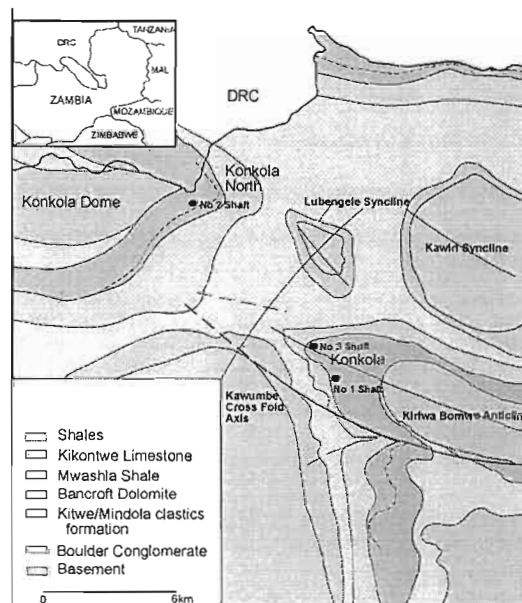 TANZANIA
DRC
MAL
ZAMBIA
MOZAMBIQUE
ZIMBABWE
DRC
Konkola
North
Konkola Dome
No 2 Shaft
Lubengele Syncline
Kawiri Syncline
No 3 Shaft
Konkola
No 1 Shaft
Kawumbe
Cross Fold
Axis
Kirilabomwe Anticline
Shales
Kikontwe Limestone
Mwashia Shale
Bancroft Dolomite
Kitwe/Mindola clastics
formation
Boulder Conglomerate
Basement
0
6km